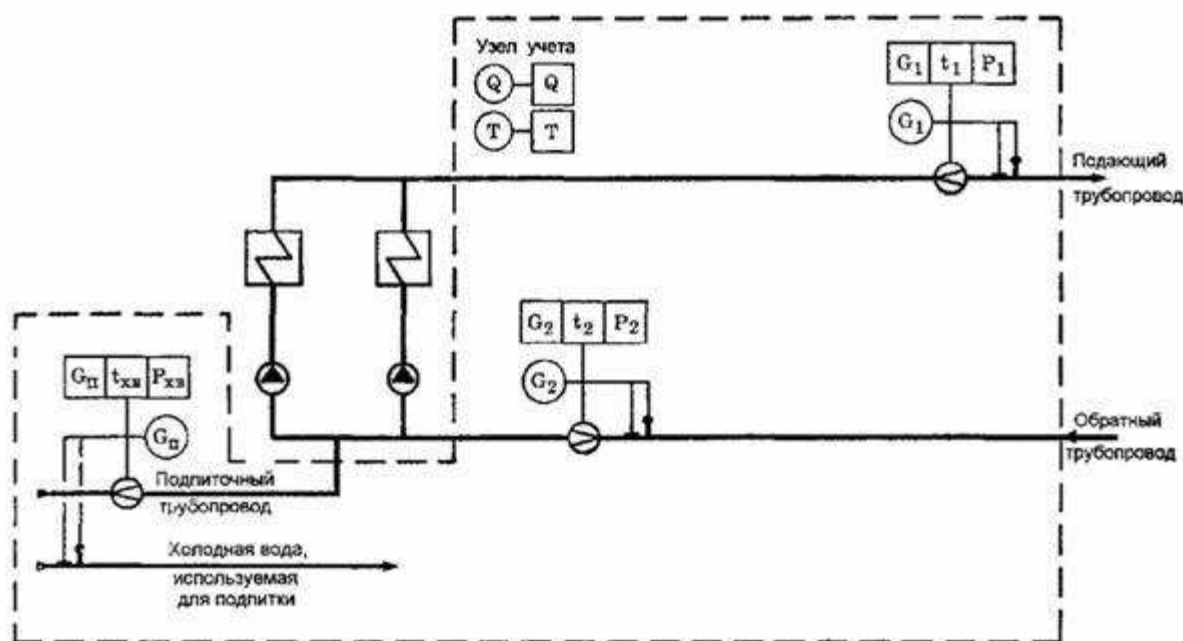 Узел учета
Q Q
T T
G₁ t₁ P₁
G₁
Подающий
трубопровод
G₂ t₂ P₂
G₂
Обратный
трубопровод
Gп tхв Pхв
Gп
Подпиточный
трубопровод
Холодная вода,
используемая
для подпитки